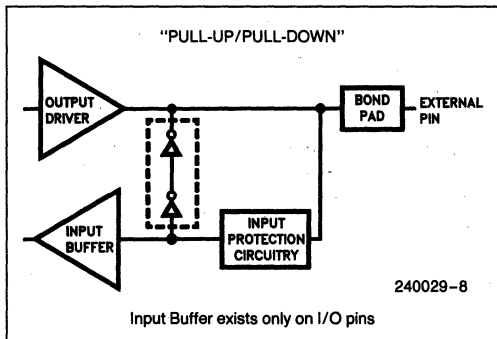 "PULL-UP/PULL-DOWN"
OUTPUT
DRIVER
BOND
PAD
EXTERNAL
PIN
INPUT
BUFFER
INPUT
PROTECTION
CIRCUITRY
240029-8
Input Buffer exists only on I/O pins